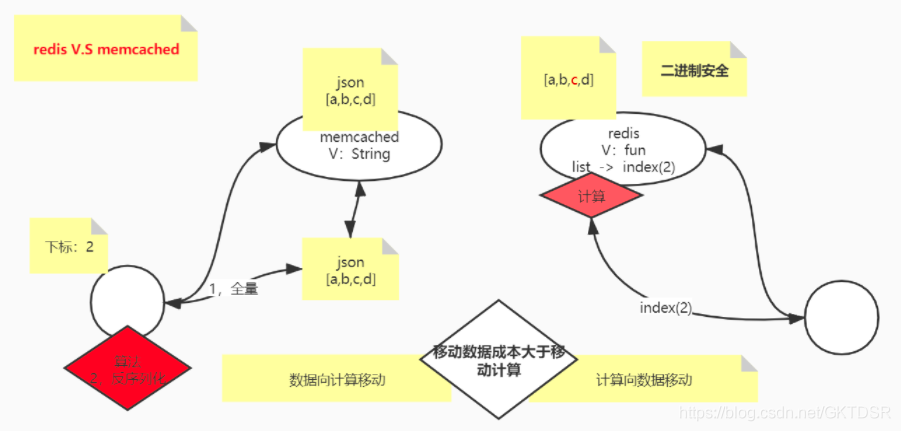 redis V.S memcached
json
[a,b,c,d]
memcached
V: String
下标: 2
1, 全量
json
[a,b,c,d]
算法
2、反序列化
数据向计算移动
移动数据成本大于移
动计算
计算向数据移动
[a,b,c,d]
二进制安全
redis
V: fun
list -> index(2)
计算
index(2)
https://blog.csdn.net/GKTDSR